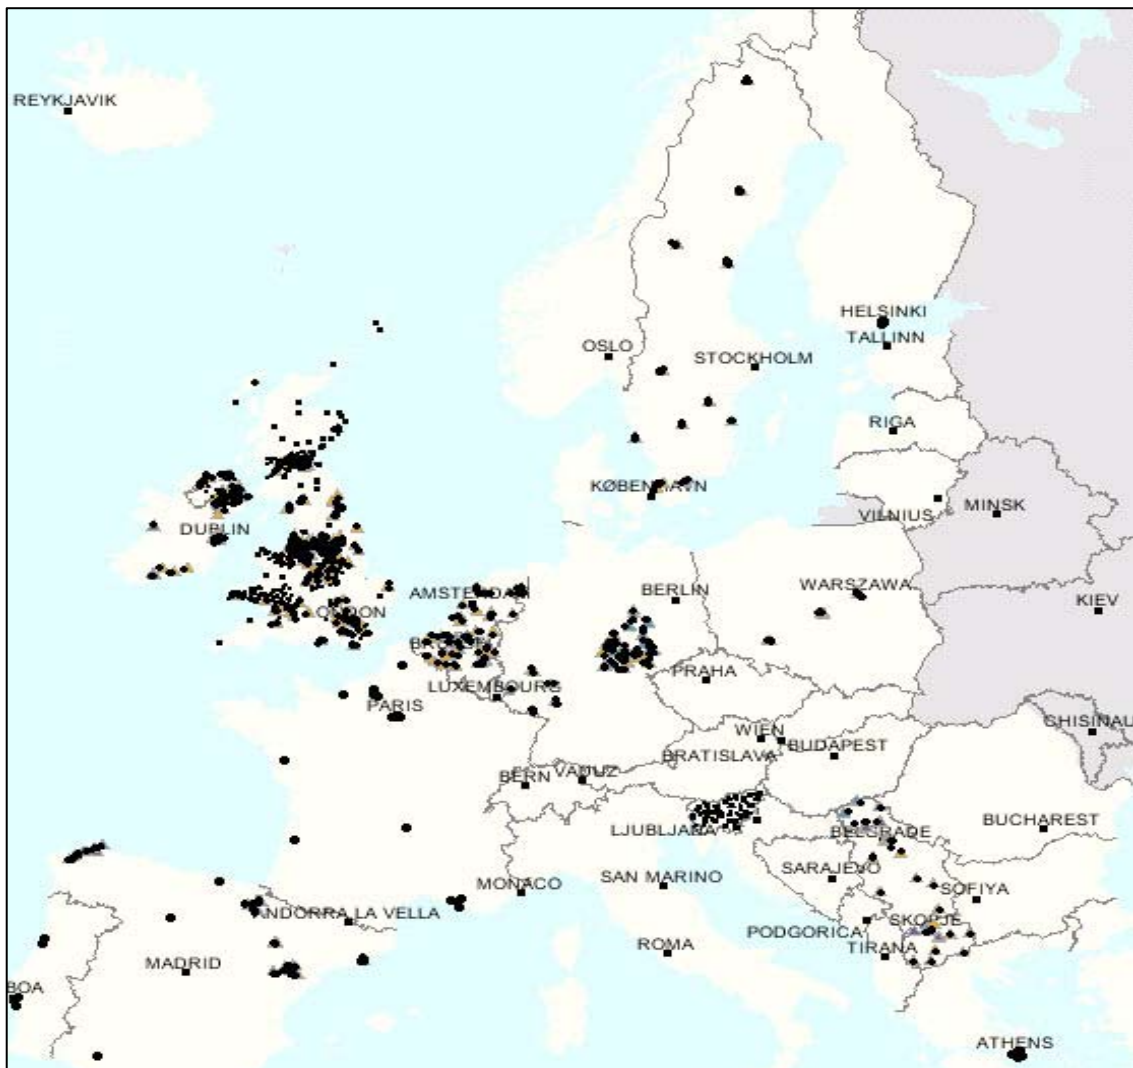 REYKJAVIK
HELSINKI
TALLINN
OSLO
STOCKHOLM
RIGA
KØBENHAVN
VILNIUS
MINSK
DUBLIN
AMSTERDAM
BERLIN
WARSZAWA
KIEV
LONDON
PRAHA
LUXEMBOURG
PARIS
CHISINAU
WIEN
BRATISLAVA
BUDAPEST
BERN
VADUZ
LJUBLJANA
BELGRADE
BUCHAREST
SARAJEVO
MONACO
SAN MARINO
SOFIYA
ANDORRA LA VELLA
SKOPJE
PODGORICA
TIRANA
ROMA
MADRID
BOA
ATHENS